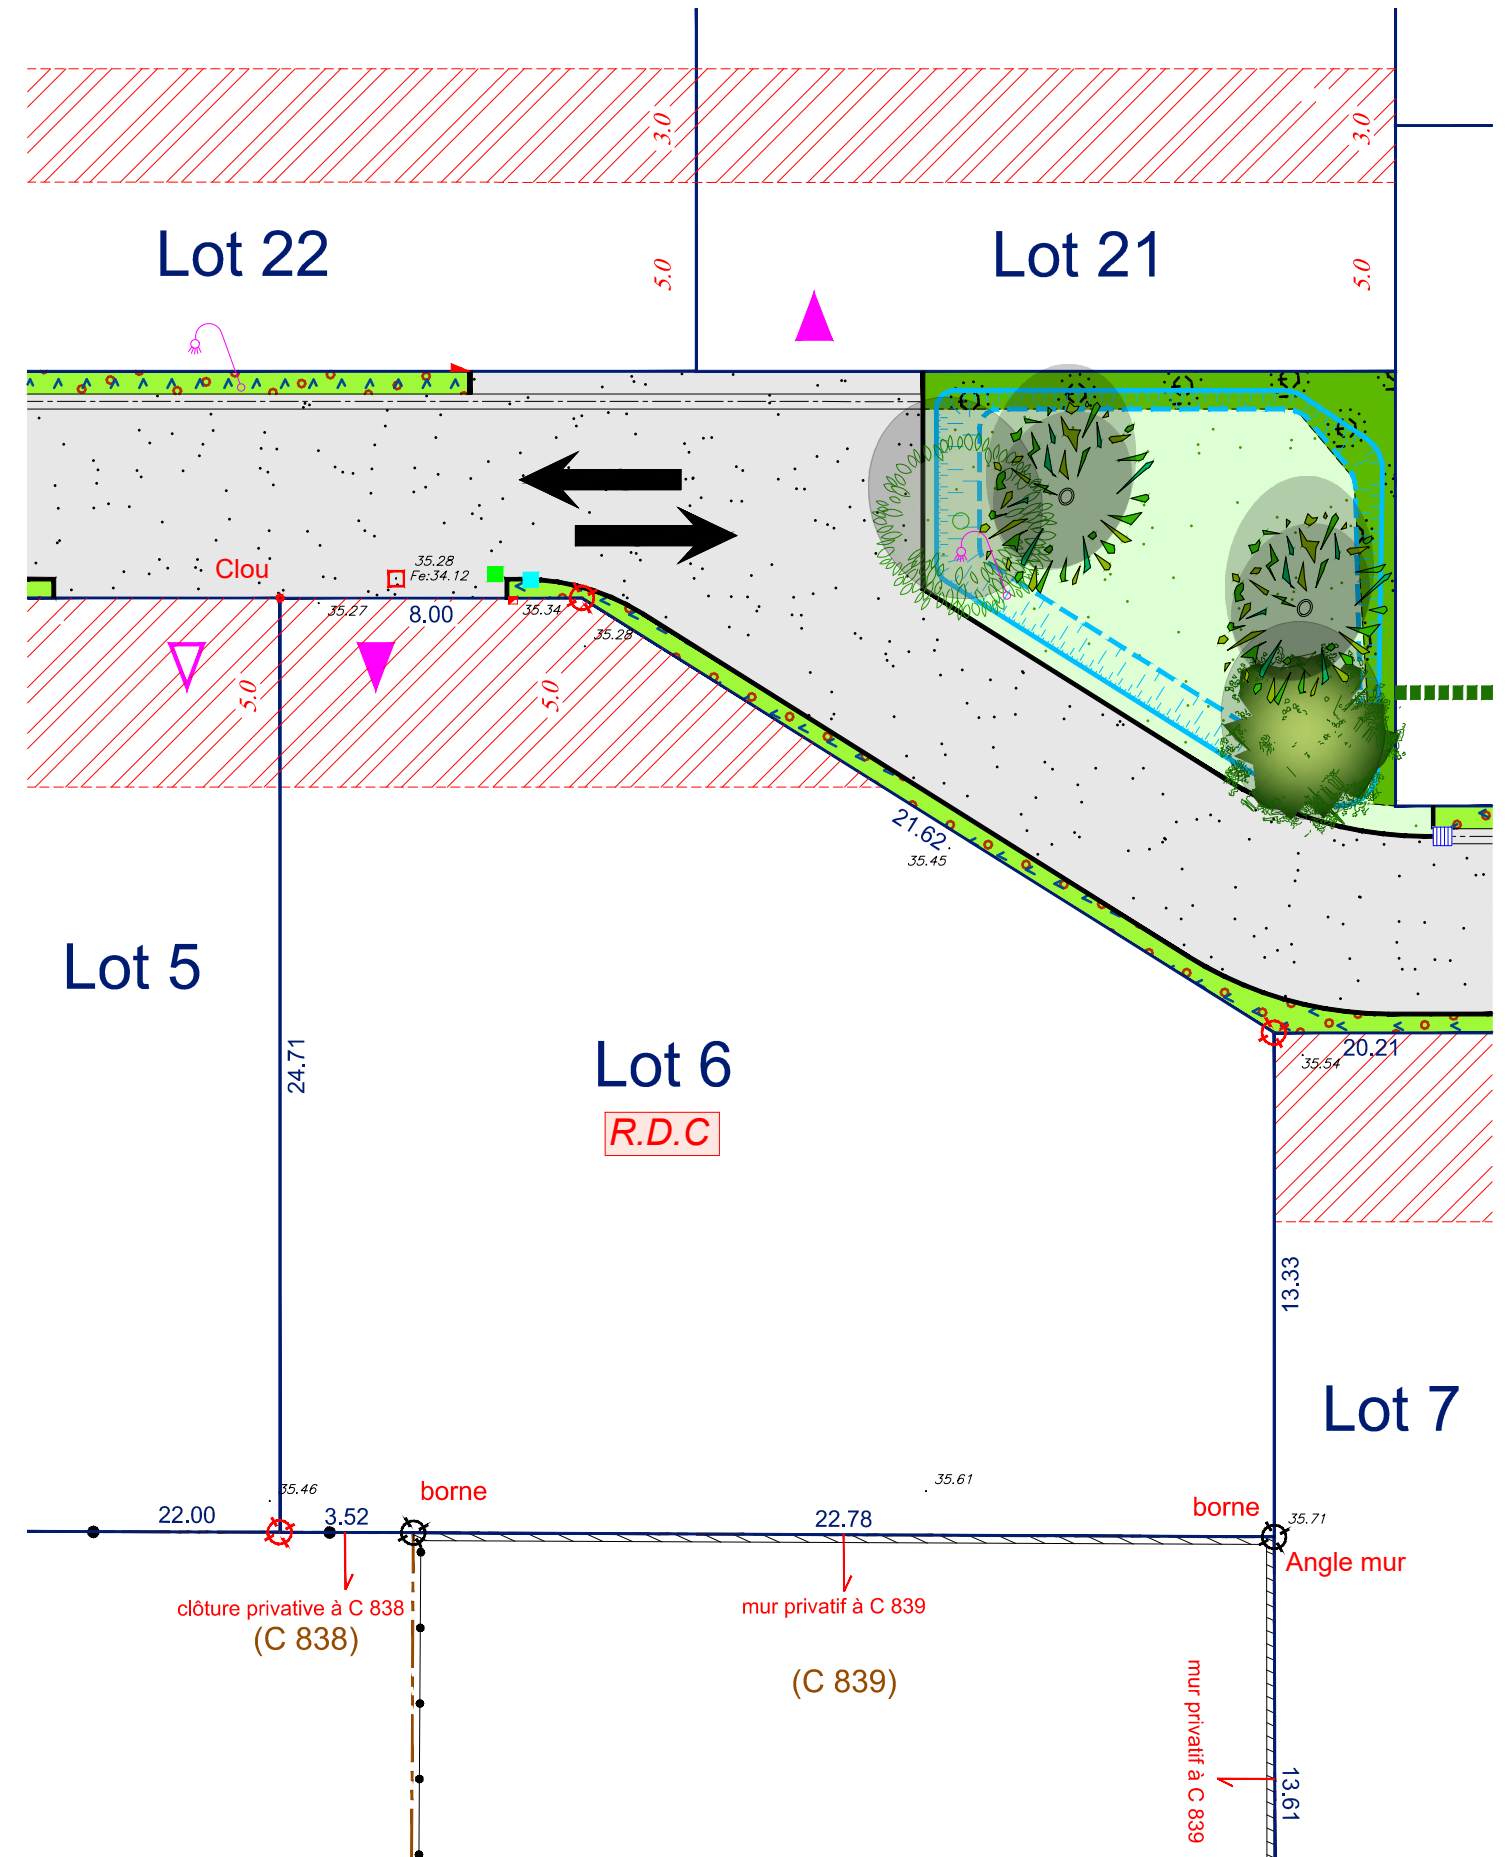 3.0
3.0
Lot 22
Lot 21
5.0
5.0
Clou
35.28
Fe:34.12
35.27
8.00
35.34
35.28
5.0
5.0
21.62
35.45
Lot 5
24.71
Lot 6
R.D.C
20.21
35.54
13.33
Lot 7
35.46
35.61
borne
borne
22.00
3.52
22.78
35.71
Angle mur
clôture privative à C 838
(C 838)
mur privatif à C 839
(C 839)
mur privatif à C 839
13.61